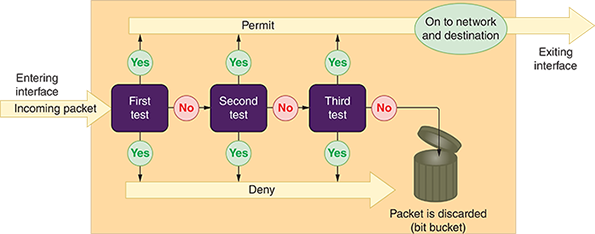 Permit
On to network
and destination
Exiting
interface
Yes
Yes
Yes
Entering
interface
Incoming packet
First
test
No
Second
test
No
Third
test
No
Yes
Yes
Yes
Deny
Packet is discarded
(bit bucket)